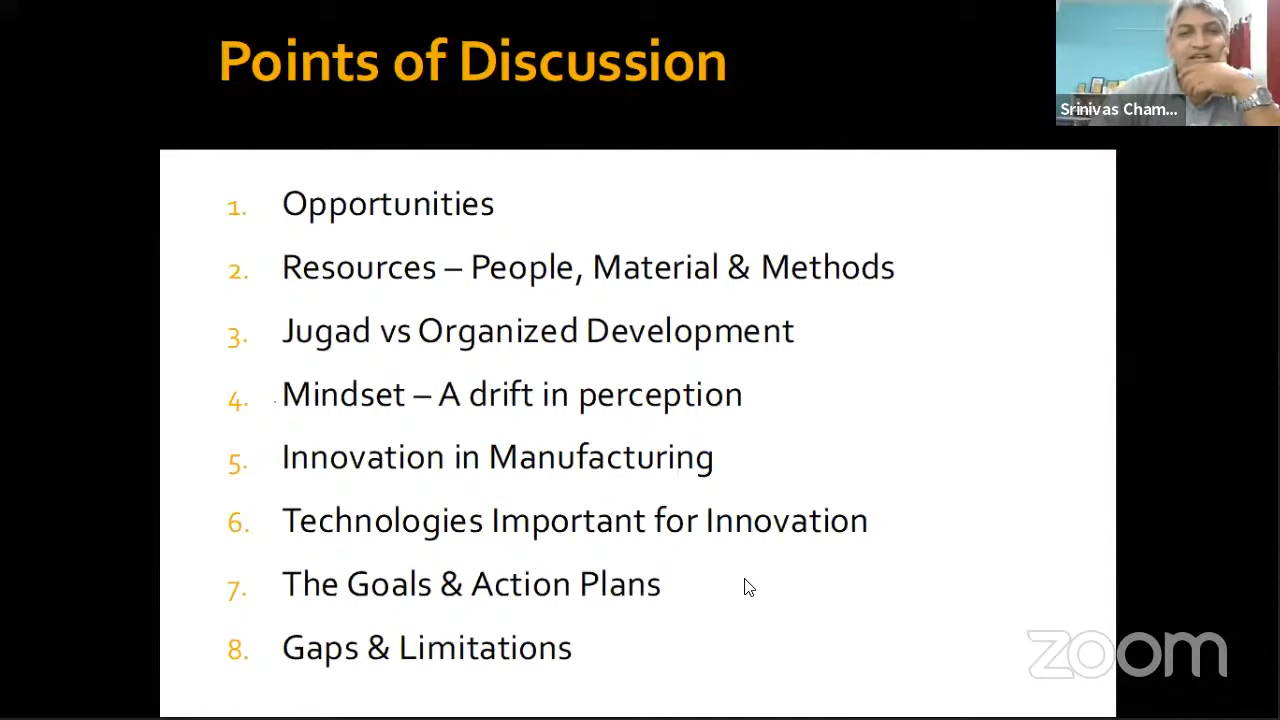 Points of Discussion
Srinivas Cham...
1. Opportunities
2. Resources – People, Material & Methods
3. Jugad vs Organized Development
4. Mindset – A drift in perception
5. Innovation in Manufacturing
6. Technologies Important for Innovation
7. The Goals & Action Plans
8. Gaps & Limitations
zoom